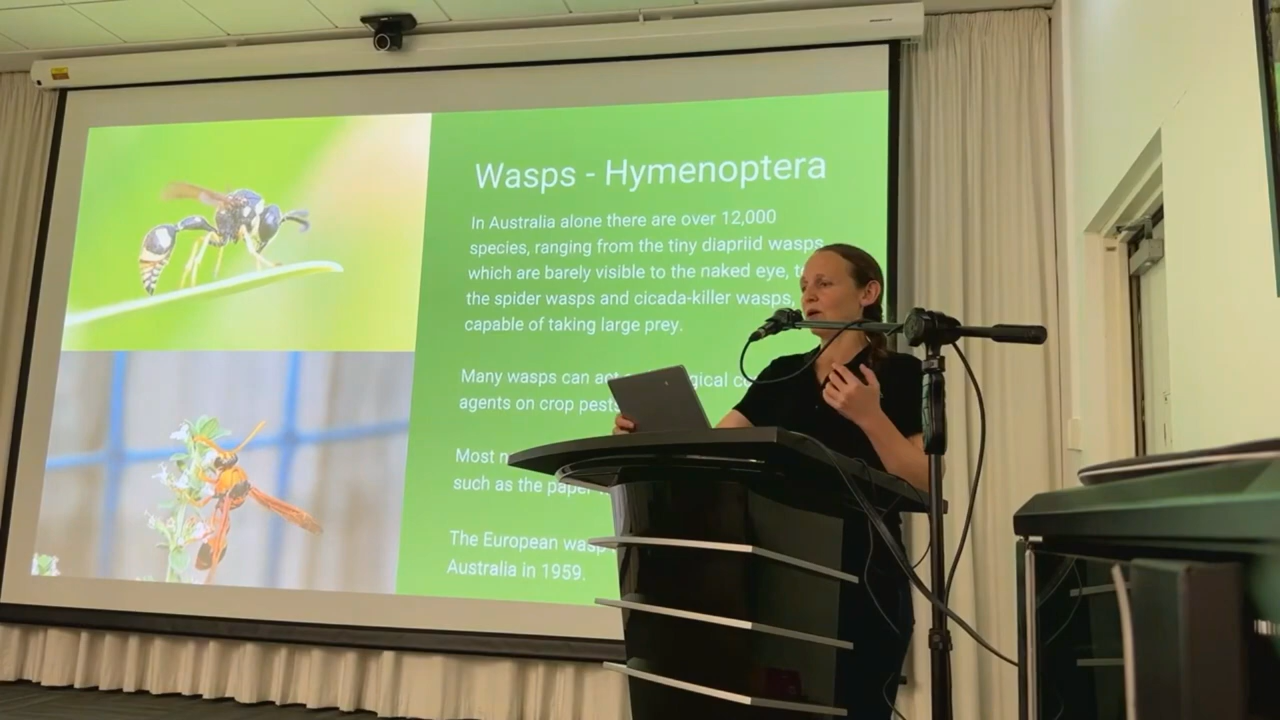 Wasps - Hymenoptera
In Australia alone there are over 12,000
species, ranging from the tiny diapriid wasps
which are barely visible to the naked eye,
the spider wasps and cicada-killer wasps,
capable of taking large prey.
Many wasps can act
agents on crop pests
Most
such as the paper
The European wasp
Australia in 1959.